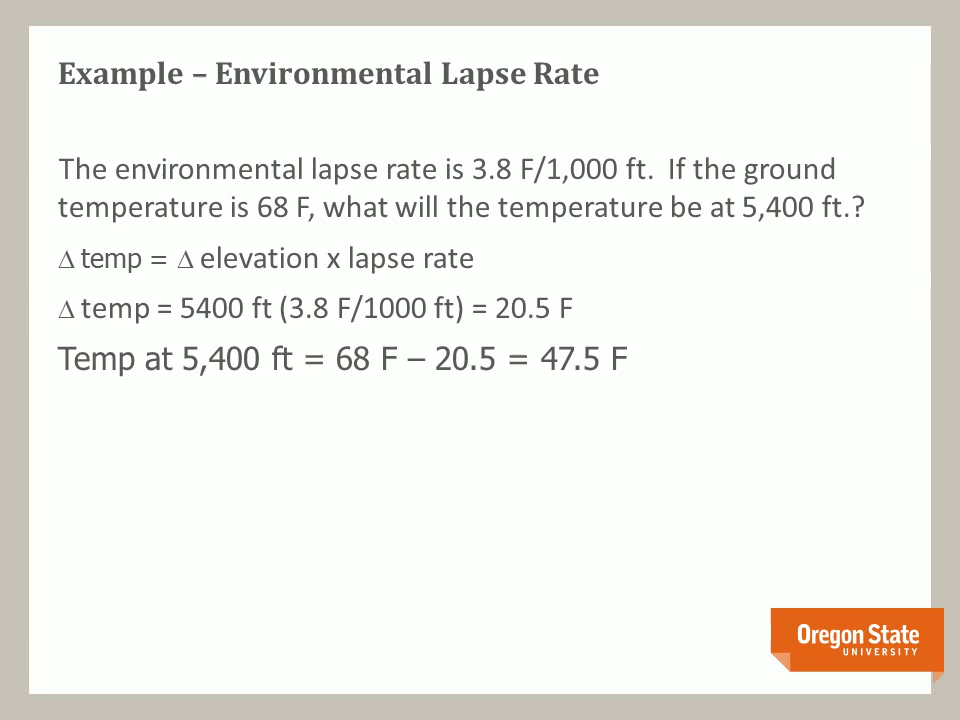 Example – Environmental Lapse Rate
The environmental lapse rate is 3.8 F/1,000 ft.  If the ground
temperature is 68 F, what will the temperature be at 5,400 ft.?
∆ temp = ∆ elevation x lapse rate
∆ temp = 5400 ft (3.8 F/1000 ft) = 20.5 F
Temp at 5,400 ft = 68 F – 20.5 = 47.5 F
Oregon State
UNIVERSITY